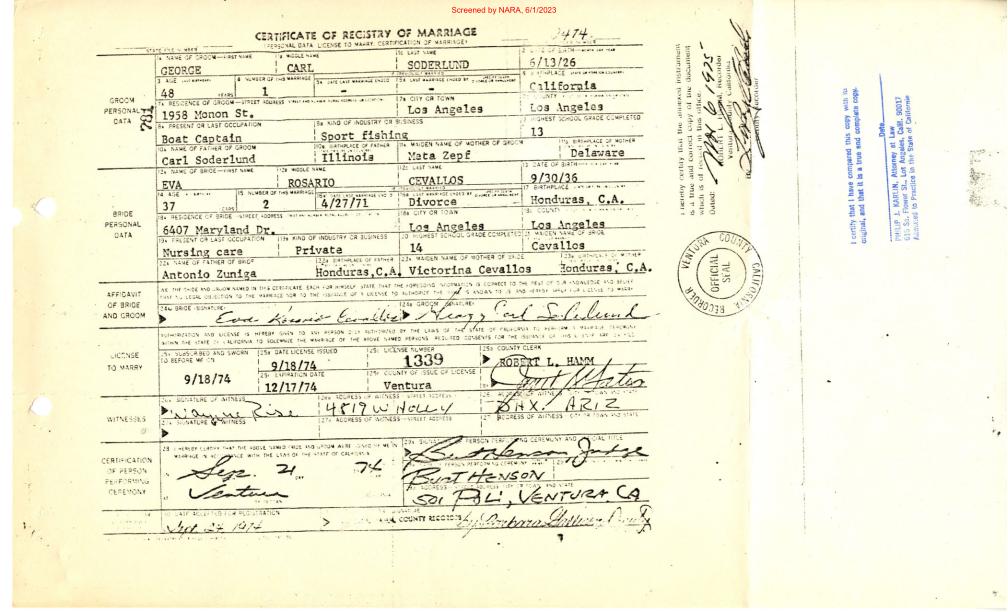 Screened by NARA, 6/1/2023
CERTIFICATE OF REGISTRY OF MARRIAGE
(PERSONAL DATA, LICENSE TO MARRY, CERTIFICATION OF MARRIAGE)
2474
STATE FILE NUMBER
1A NAME OF GROOM—FIRST NAME 1B MIDDLE NAME 1C LAST NAME 2 DATE OF BIRTH
GEORGE CARL SODERLUND 6/13/26
3 AGE 4 NUMBER OF THIS MARRIAGE 5A DATE LAST MARRIAGE ENDED 5B LAST MARRIAGE ENDED BY 6 BIRTHPLACE
48 YEARS 1 - - California
GROOM
PERSONAL
DATA
781
7A RESIDENCE OF GROOM—STREET ADDRESS 7B CITY OR TOWN 7C COUNTY
1958 Monon St. Los Angeles Los Angeles
8A PRESENT OR LAST OCCUPATION 8B KIND OF INDUSTRY OR BUSINESS 9 HIGHEST SCHOOL GRADE COMPLETED
Boat Captain Sport fishing 13
10A NAME OF FATHER OF GROOM 10B BIRTHPLACE OF FATHER 11A MAIDEN NAME OF MOTHER OF GROOM 11B BIRTHPLACE OF MOTHER
Carl Soderlund Illinois Meta Zepf Delaware
12A NAME OF BRIDE—FIRST NAME 12B MIDDLE NAME 12C LAST NAME 13 DATE OF BIRTH
EVA ROSARIO CEVALLOS 9/30/36
14 AGE 15 NUMBER OF THIS MARRIAGE 17 BIRTHPLACE
37 YEARS 2 4/27/71 Divorce Honduras, C.A.
BRIDE
PERSONAL
DATA
18A RESIDENCE OF BRIDE—STREET ADDRESS 18B CITY OR TOWN 18C COUNTY
6407 Maryland Dr. Los Angeles Los Angeles
19A PRESENT OR LAST OCCUPATION 19B KIND OF INDUSTRY OR BUSINESS 20 HIGHEST SCHOOL GRADE COMPLETED 21 MAIDEN NAME OF BRIDE
Nursing care Private 14 Cevallos
22A NAME OF FATHER OF BRIDE 22B BIRTHPLACE OF FATHER 23A MAIDEN NAME OF MOTHER OF BRIDE 23B BIRTHPLACE OF MOTHER
Antonio Zuniga Honduras,C.A. Victorina Cevallos Honduras, C.A.
AFFIDAVIT
OF BRIDE
AND GROOM
WE, THE BRIDE AND GROOM NAMED IN THIS CERTIFICATE, EACH FOR HIMSELF, STATE THAT THE FOREGOING INFORMATION IS CORRECT TO THE BEST OF OUR KNOWLEDGE AND BELIEF
THAT NO LEGAL OBJECTION TO THE MARRIAGE NOR TO THE ISSUANCE OF A LICENSE TO AUTHORIZE THE SAME IS KNOWN TO US AND HEREBY APPLY FOR LICENSE TO MARRY
24A BRIDE (SIGNATURE) 24B GROOM (SIGNATURE)
Eva Rosario Cevallos George Carl Soderlund
AUTHORIZATION AND LICENSE IS HEREBY GIVEN TO ANY PERSON DULY AUTHORIZED BY THE LAWS OF THE STATE OF CALIFORNIA TO PERFORM A MARRIAGE CEREMONY
WITHIN THE STATE OF CALIFORNIA TO SOLEMNIZE THE MARRIAGE OF THE ABOVE NAMED PERSONS. REQUIRED CONSENTS FOR THE ISSUANCE OF THIS LICENSE ARE ON FILE
LICENSE
TO MARRY
25A SUBSCRIBED AND SWORN TO BEFORE ME ON 25B DATE LICENSE ISSUED 25C LICENSE NUMBER 25D COUNTY CLERK
9/18/74 9/18/74 1339 ROBERT L. HAMM
25E EXPIRATION DATE 25F COUNTY OF ISSUE OF LICENSE
12/17/74 Ventura
WITNESSES
26A SIGNATURE OF WITNESS 26B ADDRESS OF WITNESS—STREET ADDRESS
Wayne Rise 4819 W Holly PHX. ARIZ
27A SIGNATURE OF WITNESS 27B ADDRESS OF WITNESS—STREET ADDRESS 27C ADDRESS OF WITNESS—CITY OR TOWN AND STATE
CERTIFICATION
OF PERSON
PERFORMING
CEREMONY
28 I HEREBY CERTIFY THAT THE ABOVE NAMED BRIDE AND GROOM WERE JOINED BY ME IN
MARRIAGE IN ACCORDANCE WITH THE LAWS OF THE STATE OF CALIFORNIA
Sep. 21 74
Ventura
29A SIGNATURE OF PERSON PERFORMING CEREMONY AND OFFICIAL TITLE
Burt Henson, Judge
BURT HENSON
501 POLI, VENTURA, CA
DATE ACCEPTED FOR REGISTRATION
Sept. 24 1974
COUNTY RECORDER
by Barbara Deputy
I hereby certify that the annexed instrument
is a true and correct copy of the document
which is of record in this office.
Dated:
ROBERT L. HAMM, Recorder
Ventura County, California
County Recorder
VENTURA COUNTY CALIFORNIA RECORDER
OFFICIAL
SEAL
I certify that I have compared this copy with its
original, and that it is a true and complete copy.
Date
PHILIP J. KARLIN, Attorney at Law
615 So. Flower St., Los Angeles, Calif. 90017
Admitted to Practice in the State of California